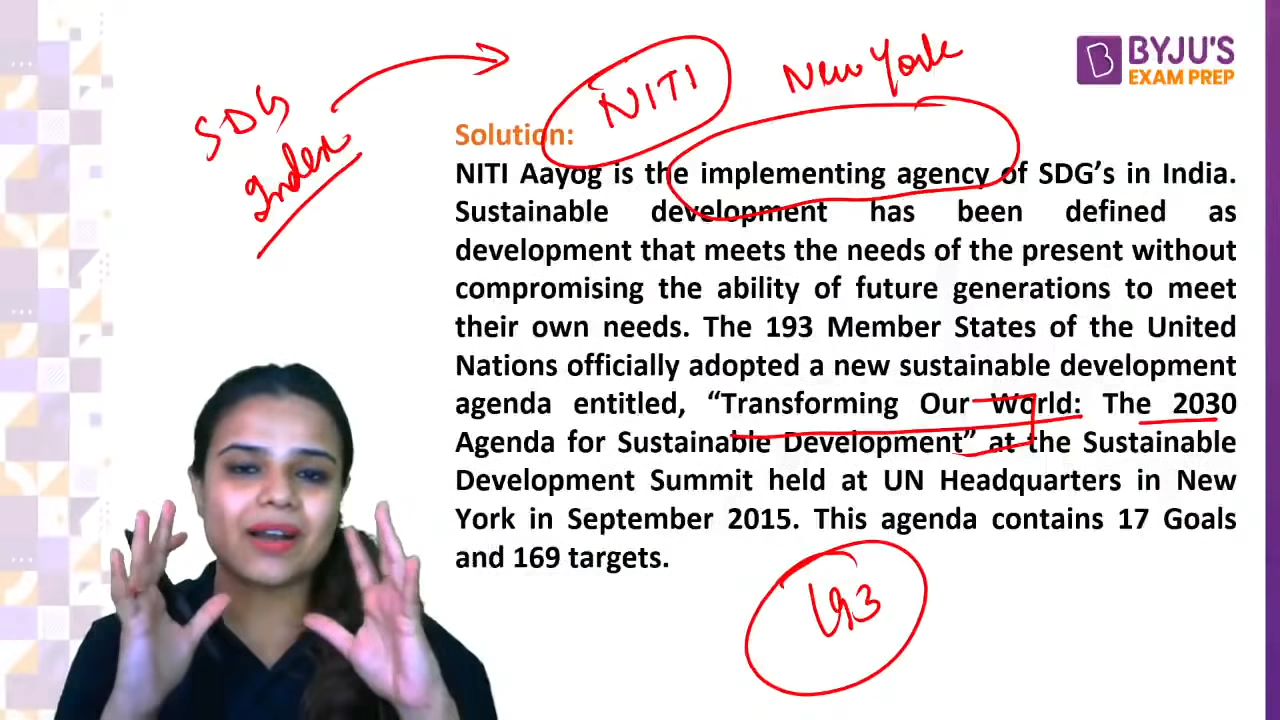 BYJU'S
EXAM PREP
SDG
Index
NITI
New York
Solution:
NITI Aayog is the implementing agency of SDG's in India.
Sustainable development has been defined as
development that meets the needs of the present without
compromising the ability of future generations to meet
their own needs. The 193 Member States of the United
Nations officially adopted a new sustainable development
agenda entitled, “Transforming Our World: The 2030
Agenda for Sustainable Development” at the Sustainable
Development Summit held at UN Headquarters in New
York in September 2015. This agenda contains 17 Goals
and 169 targets.
193